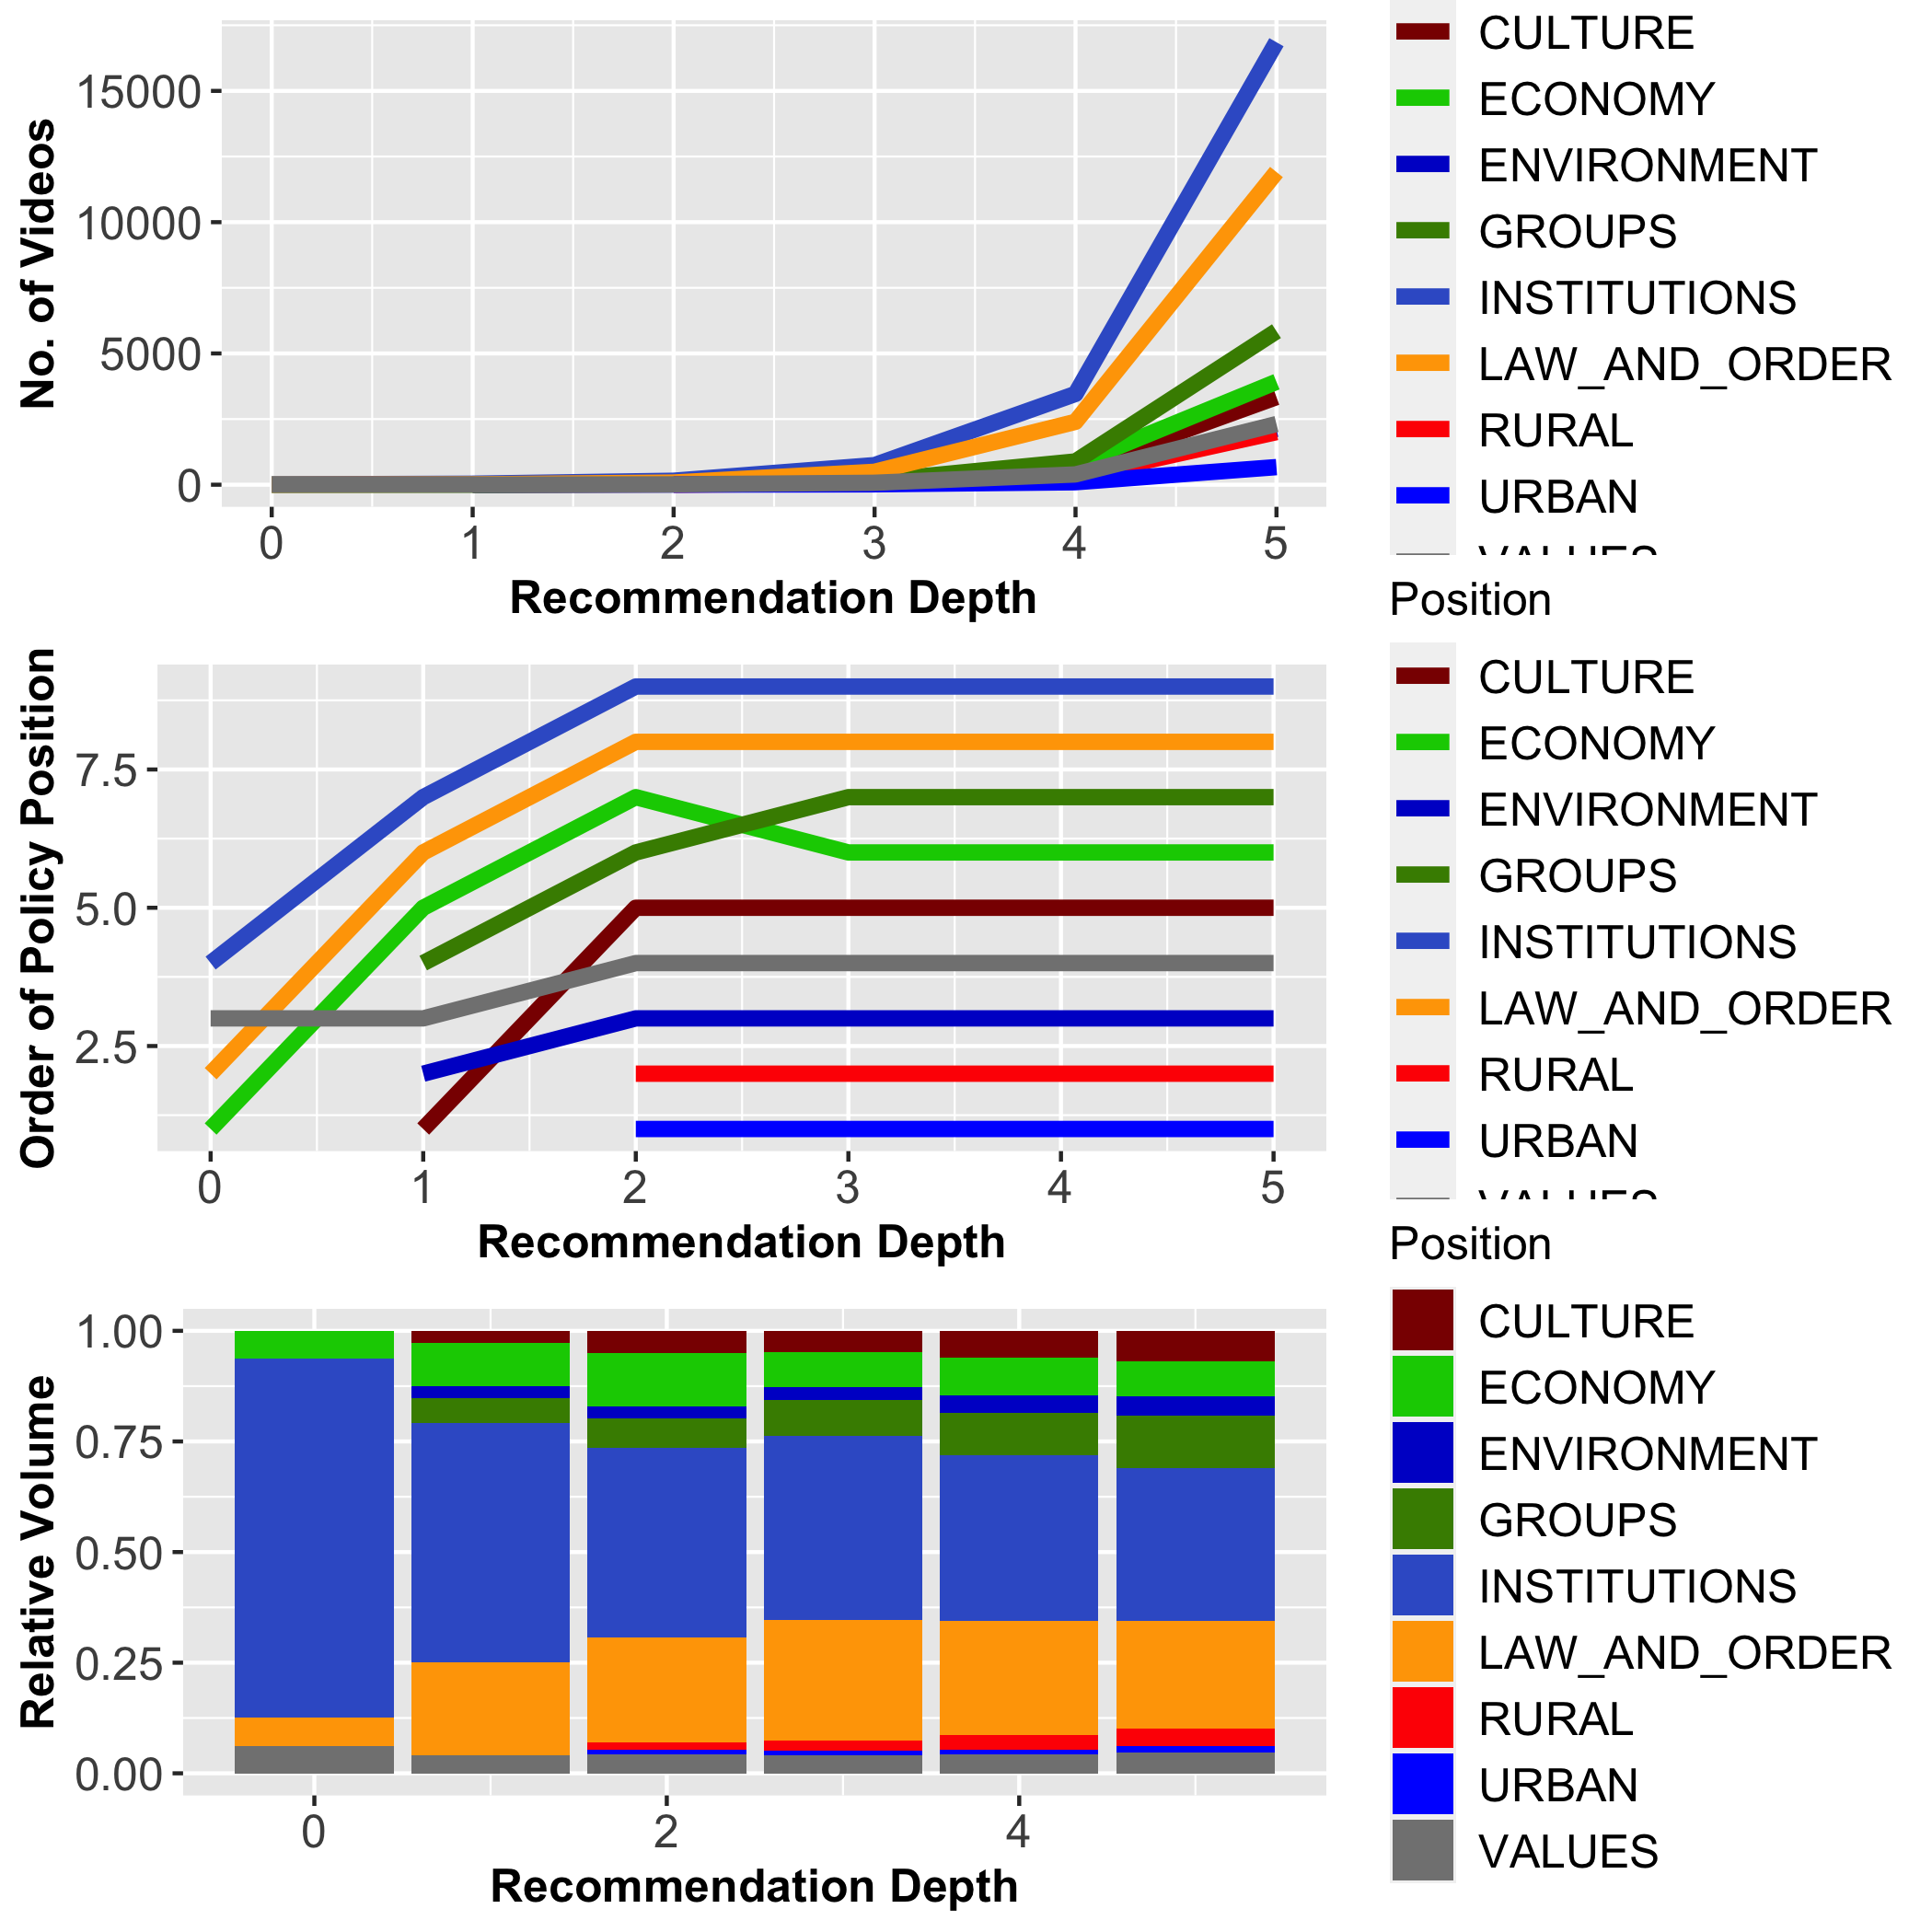 No. of Videos
15000
10000
5000
0
0 1 2 3 4 5
Recommendation Depth
CULTURE
ECONOMY
ENVIRONMENT
GROUPS
INSTITUTIONS
LAW_AND_ORDER
RURAL
URBAN
VALUES
Order of Policy Position
7.5
5.0
2.5
0 1 2 3 4 5
Recommendation Depth
Position
CULTURE
ECONOMY
ENVIRONMENT
GROUPS
INSTITUTIONS
LAW_AND_ORDER
RURAL
URBAN
VALUES
Relative Volume
1.00
0.75
0.50
0.25
0.00
0 2 4
Recommendation Depth
Position
CULTURE
ECONOMY
ENVIRONMENT
GROUPS
INSTITUTIONS
LAW_AND_ORDER
RURAL
URBAN
VALUES